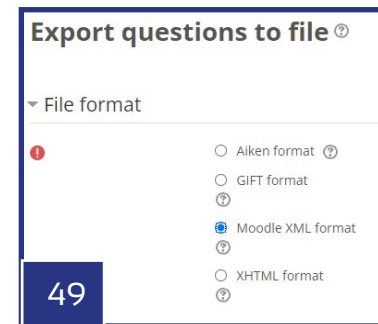 Export questions to file
File format
Aiken format
GIFT format
Moodle XML format
XHTML format
49